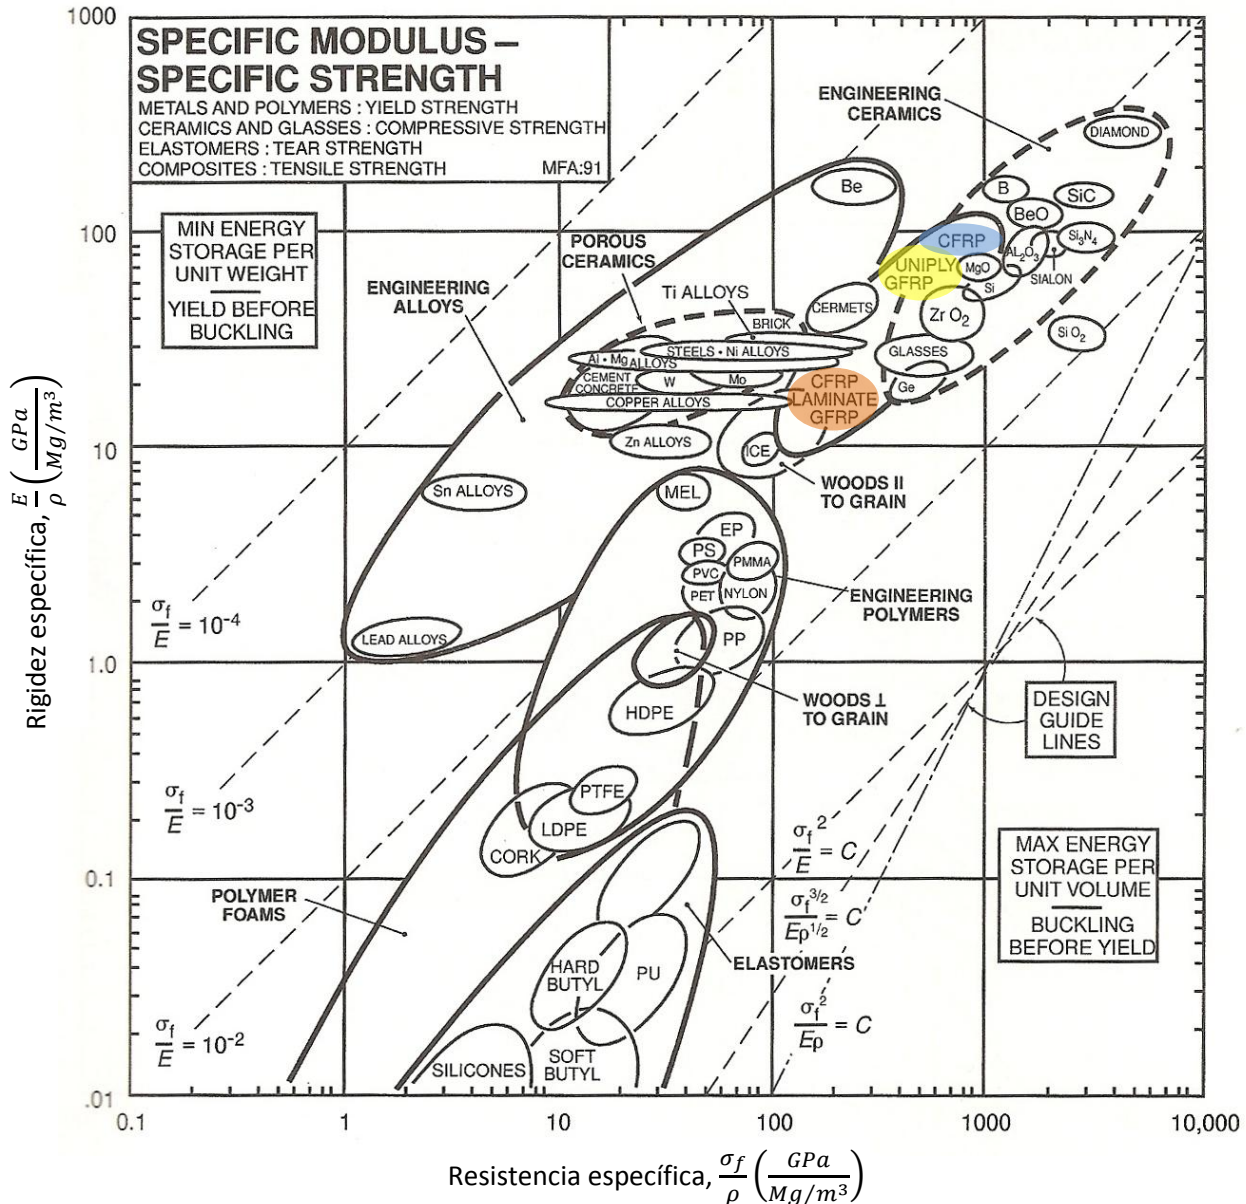 1000
SPECIFIC MODULUS –
SPECIFIC STRENGTH
METALS AND POLYMERS : YIELD STRENGTH
CERAMICS AND GLASSES : COMPRESSIVE STRENGTH
ELASTOMERS : TEAR STRENGTH
COMPOSITES : TENSILE STRENGTH MFA:91
ENGINEERING
CERAMICS
DIAMOND
Be
B
SiC
BeO
MIN ENERGY
STORAGE PER
UNIT WEIGHT
YIELD BEFORE
BUCKLING
100
POROUS
CERAMICS
CFRP
Al2O3
Si3N4
UNIPLY
GFRP
MgO
SIALON
Si
ENGINEERING
ALLOYS
Ti ALLOYS
CERMETS
BRICK
Zr O2
Si O2
STEELS • Ni ALLOYS
Al • Mg ALLOYS
GLASSES
CEMENT
CONCRETE
W
Mo
CFRP
LAMINATE
GFRP
Ge
COPPER ALLOYS
10
Zn ALLOYS
ICE
WOODS II
TO GRAIN
Sn ALLOYS
MEL
EP
PS
PMMA
PVC
PET
NYLON
ENGINEERING
POLYMERS
σf/E = 10-4
LEAD ALLOYS
PP
1.0
WOODS ⊥
TO GRAIN
HDPE
DESIGN
GUIDE
LINES
PTFE
LDPE
CORK
σf/E = 10-3
σf2/E = C
MAX ENERGY
STORAGE PER
UNIT VOLUME
BUCKLING
BEFORE YIELD
0.1
POLYMER
FOAMS
σf3/2/Eρ1/2 = C
ELASTOMERS
HARD
BUTYL
PU
σf2/Eρ = C
σf/E = 10-2
SILICONES
SOFT
BUTYL
.01
0.1 1 10 100 1000 10,000
Rigidez específica, E/ρ (GPa/Mg/m3)
Resistencia específica, σf/ρ (GPa/Mg/m3)